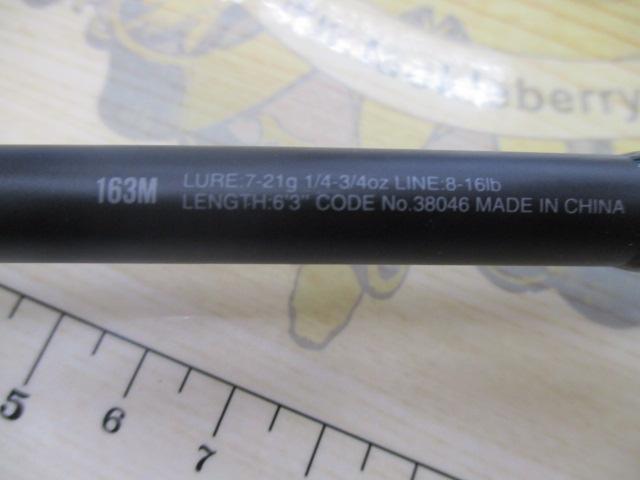 ckleberry
163M
LURE:7-21g 1/4-3/4oz LINE:8-16lb
LENGTH:6'3" CODE No.38046 MADE IN CHINA
5
6
7